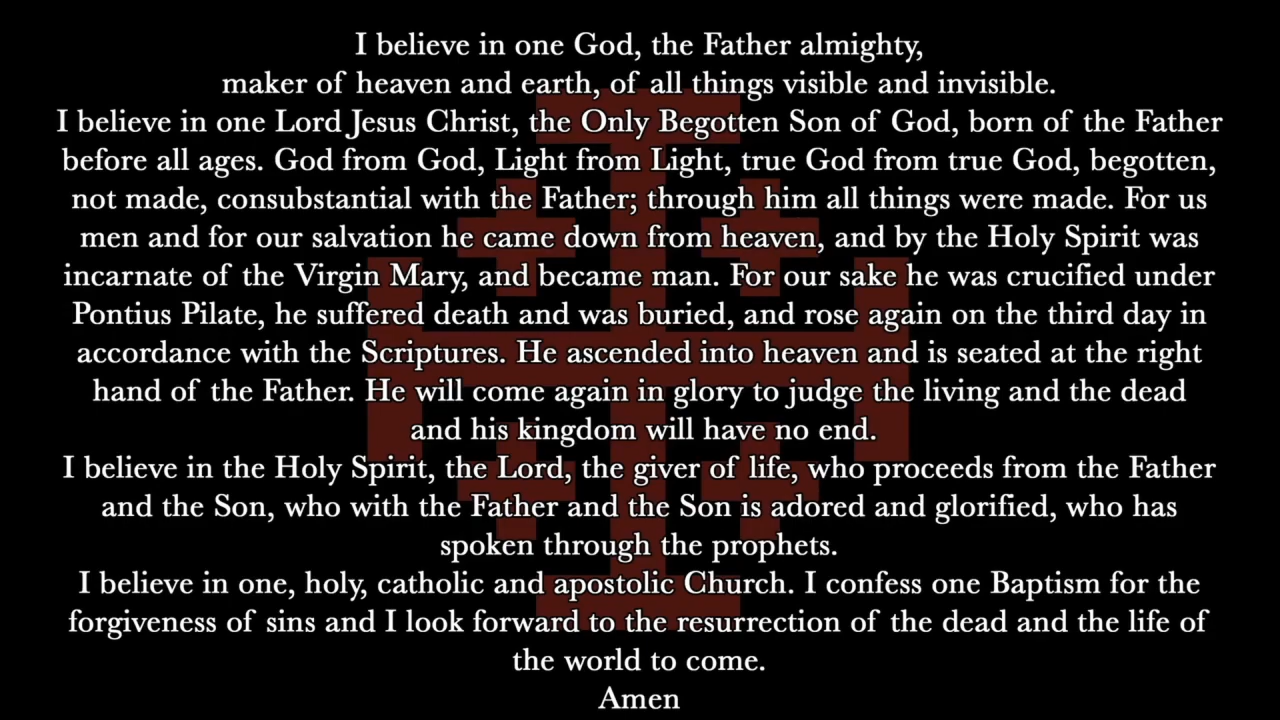 I believe in one God, the Father almighty,
maker of heaven and earth, of all things visible and invisible.
I believe in one Lord Jesus Christ, the Only Begotten Son of God, born of the Father
before all ages. God from God, Light from Light, true God from true God, begotten,
not made, consubstantial with the Father; through him all things were made. For us
men and for our salvation he came down from heaven, and by the Holy Spirit was
incarnate of the Virgin Mary, and became man. For our sake he was crucified under
Pontius Pilate, he suffered death and was buried, and rose again on the third day in
accordance with the Scriptures. He ascended into heaven and is seated at the right
hand of the Father. He will come again in glory to judge the living and the dead
and his kingdom will have no end.
I believe in the Holy Spirit, the Lord, the giver of life, who proceeds from the Father
and the Son, who with the Father and the Son is adored and glorified, who has
spoken through the prophets.
I believe in one, holy, catholic and apostolic Church. I confess one Baptism for the
forgiveness of sins and I look forward to the resurrection of the dead and the life of
the world to come.
Amen